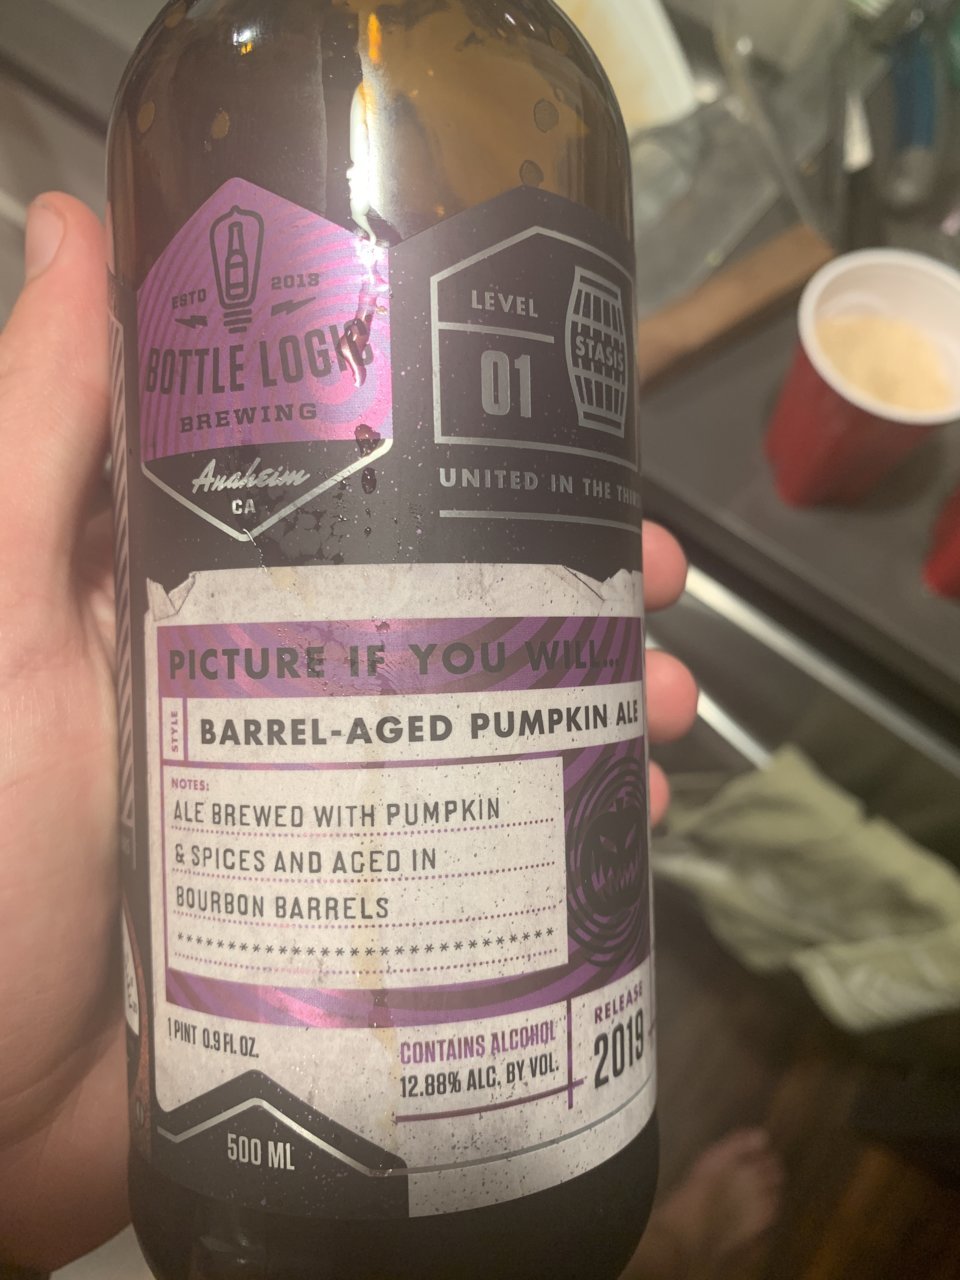 ESTD 2013
BOTTLE LOGIC
BREWING
Anaheim
CA
LEVEL
01
STASIS
UNITED IN THE
PICTURE IF YOU WILL...
STYLE
BARREL-AGED PUMPKIN ALE
NOTES:
ALE BREWED WITH PUMPKIN
& SPICES AND AGED IN
BOURBON BARRELS
****************************
1 PINT 0.9 FL. OZ.
CONTAINS ALCOHOL
12.88% ALC. BY VOL.
RELEASE
2019
500 ML